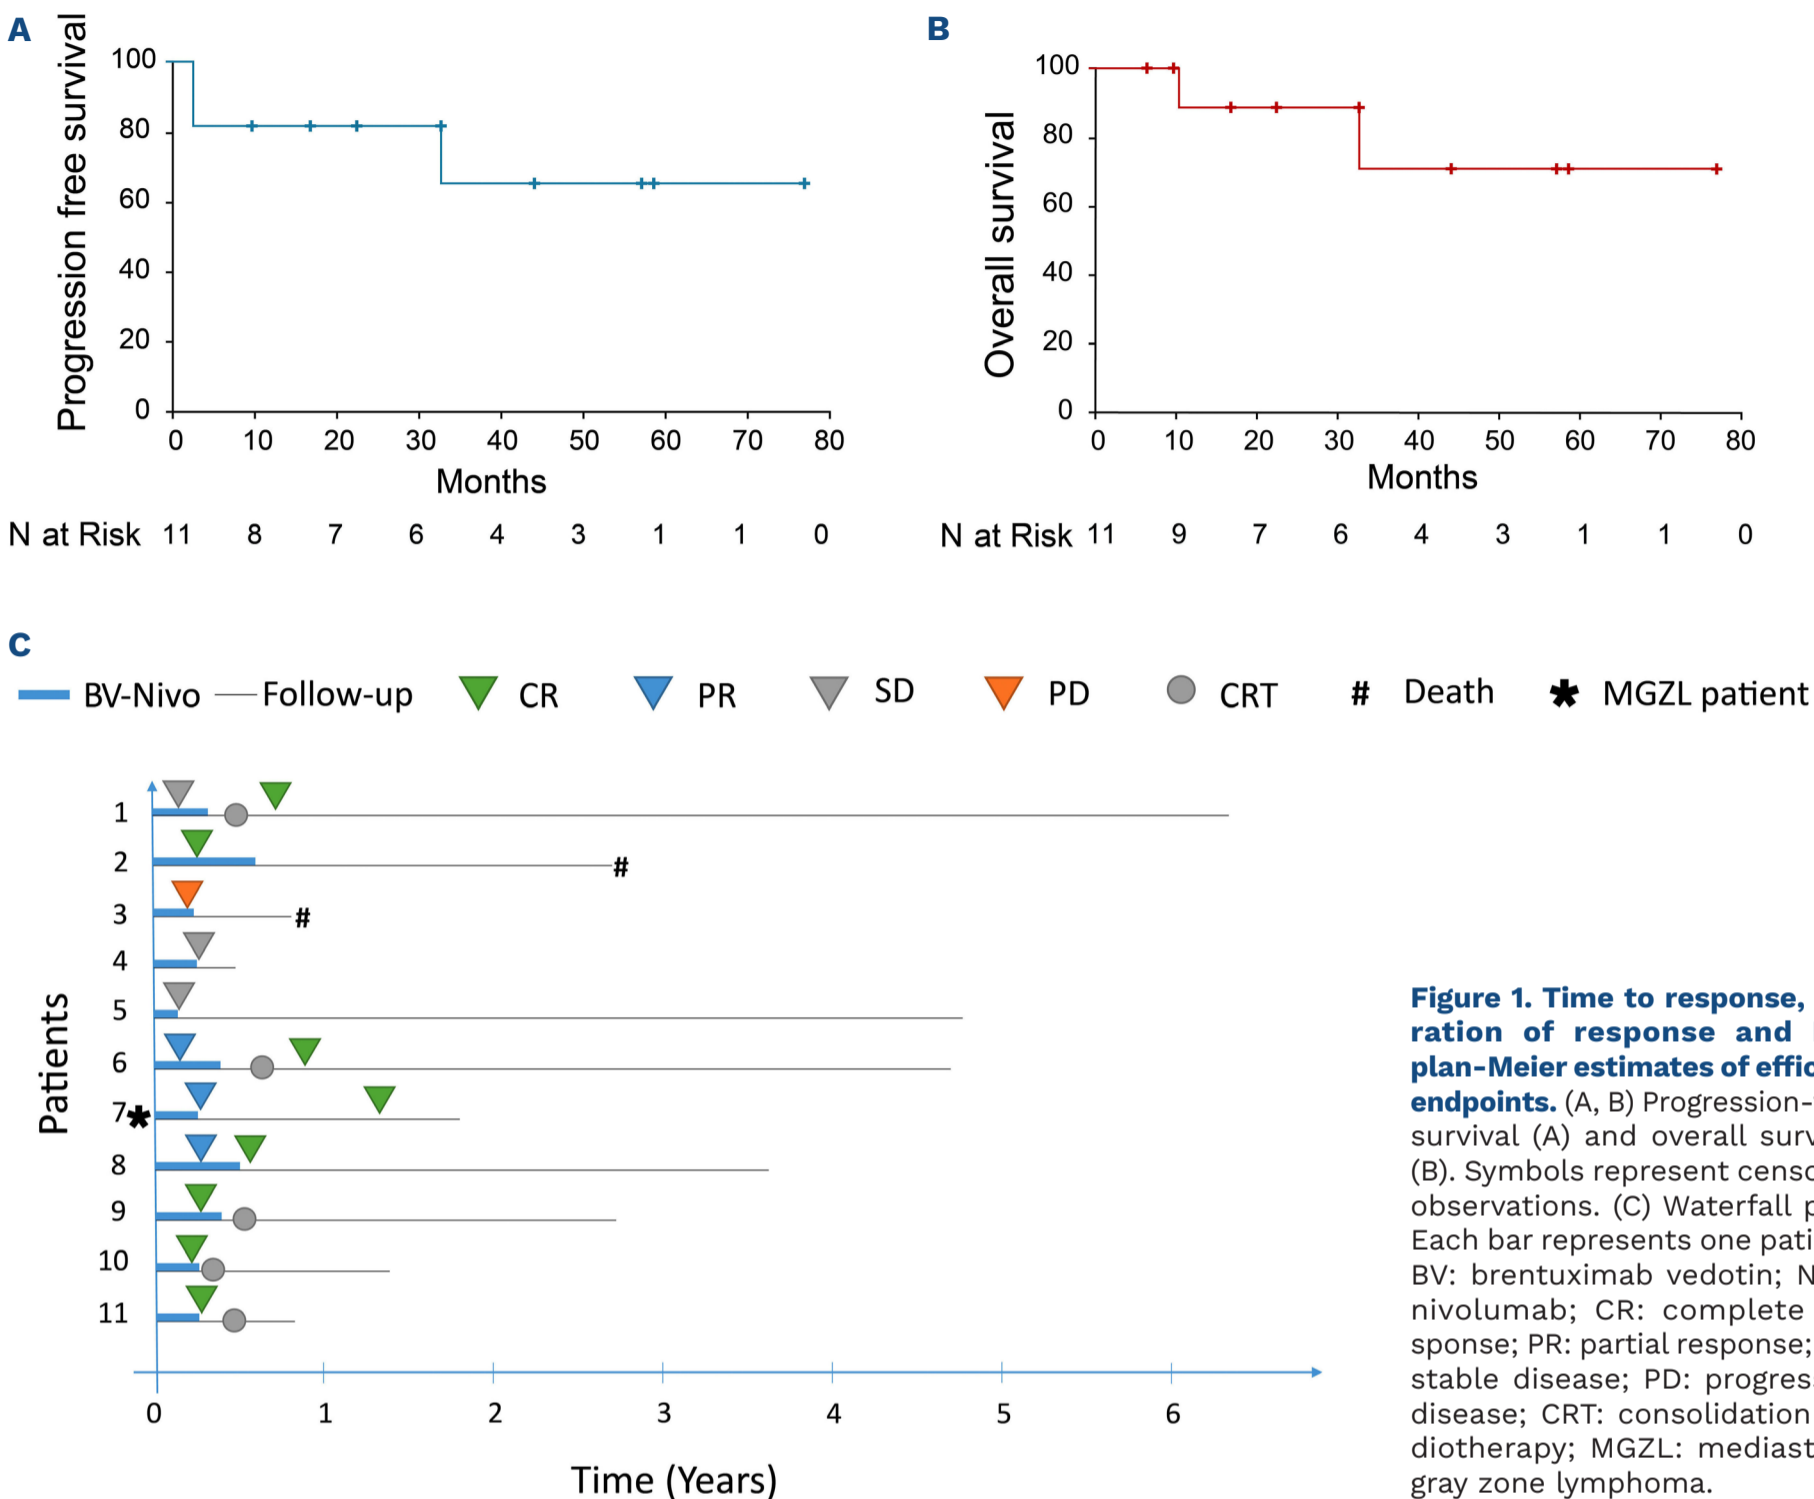 A
Progression free survival
100
80
60
40
20
0
0 10 20 30 40 50 60 70 80
Months
N at Risk 11 8 7 6 4 3 1 1 0
B
Overall survival
100
80
60
40
20
0
0 10 20 30 40 50 60 70 80
Months
N at Risk 11 9 7 6 4 3 1 1 0
C
BV-Nivo Follow-up CR PR SD PD CRT # Death * MGZL patient
Patients
1
2 #
3 #
4
5
6
7 *
8
9
10
11
0 1 2 3 4 5 6
Time (Years)
Figure 1. Time to response,
ration of response and
plan-Meier estimates of
endpoints. (A, B) Progression-
survival (A) and overall
(B). Symbols represent
observations. (C) Waterfall
Each bar represents one
BV: brentuximab vedotin;
nivolumab; CR: complete
sponse; PR: partial response;
stable disease; PD:
disease; CRT: consolidation
diotherapy; MGZL:
gray zone lymphoma.